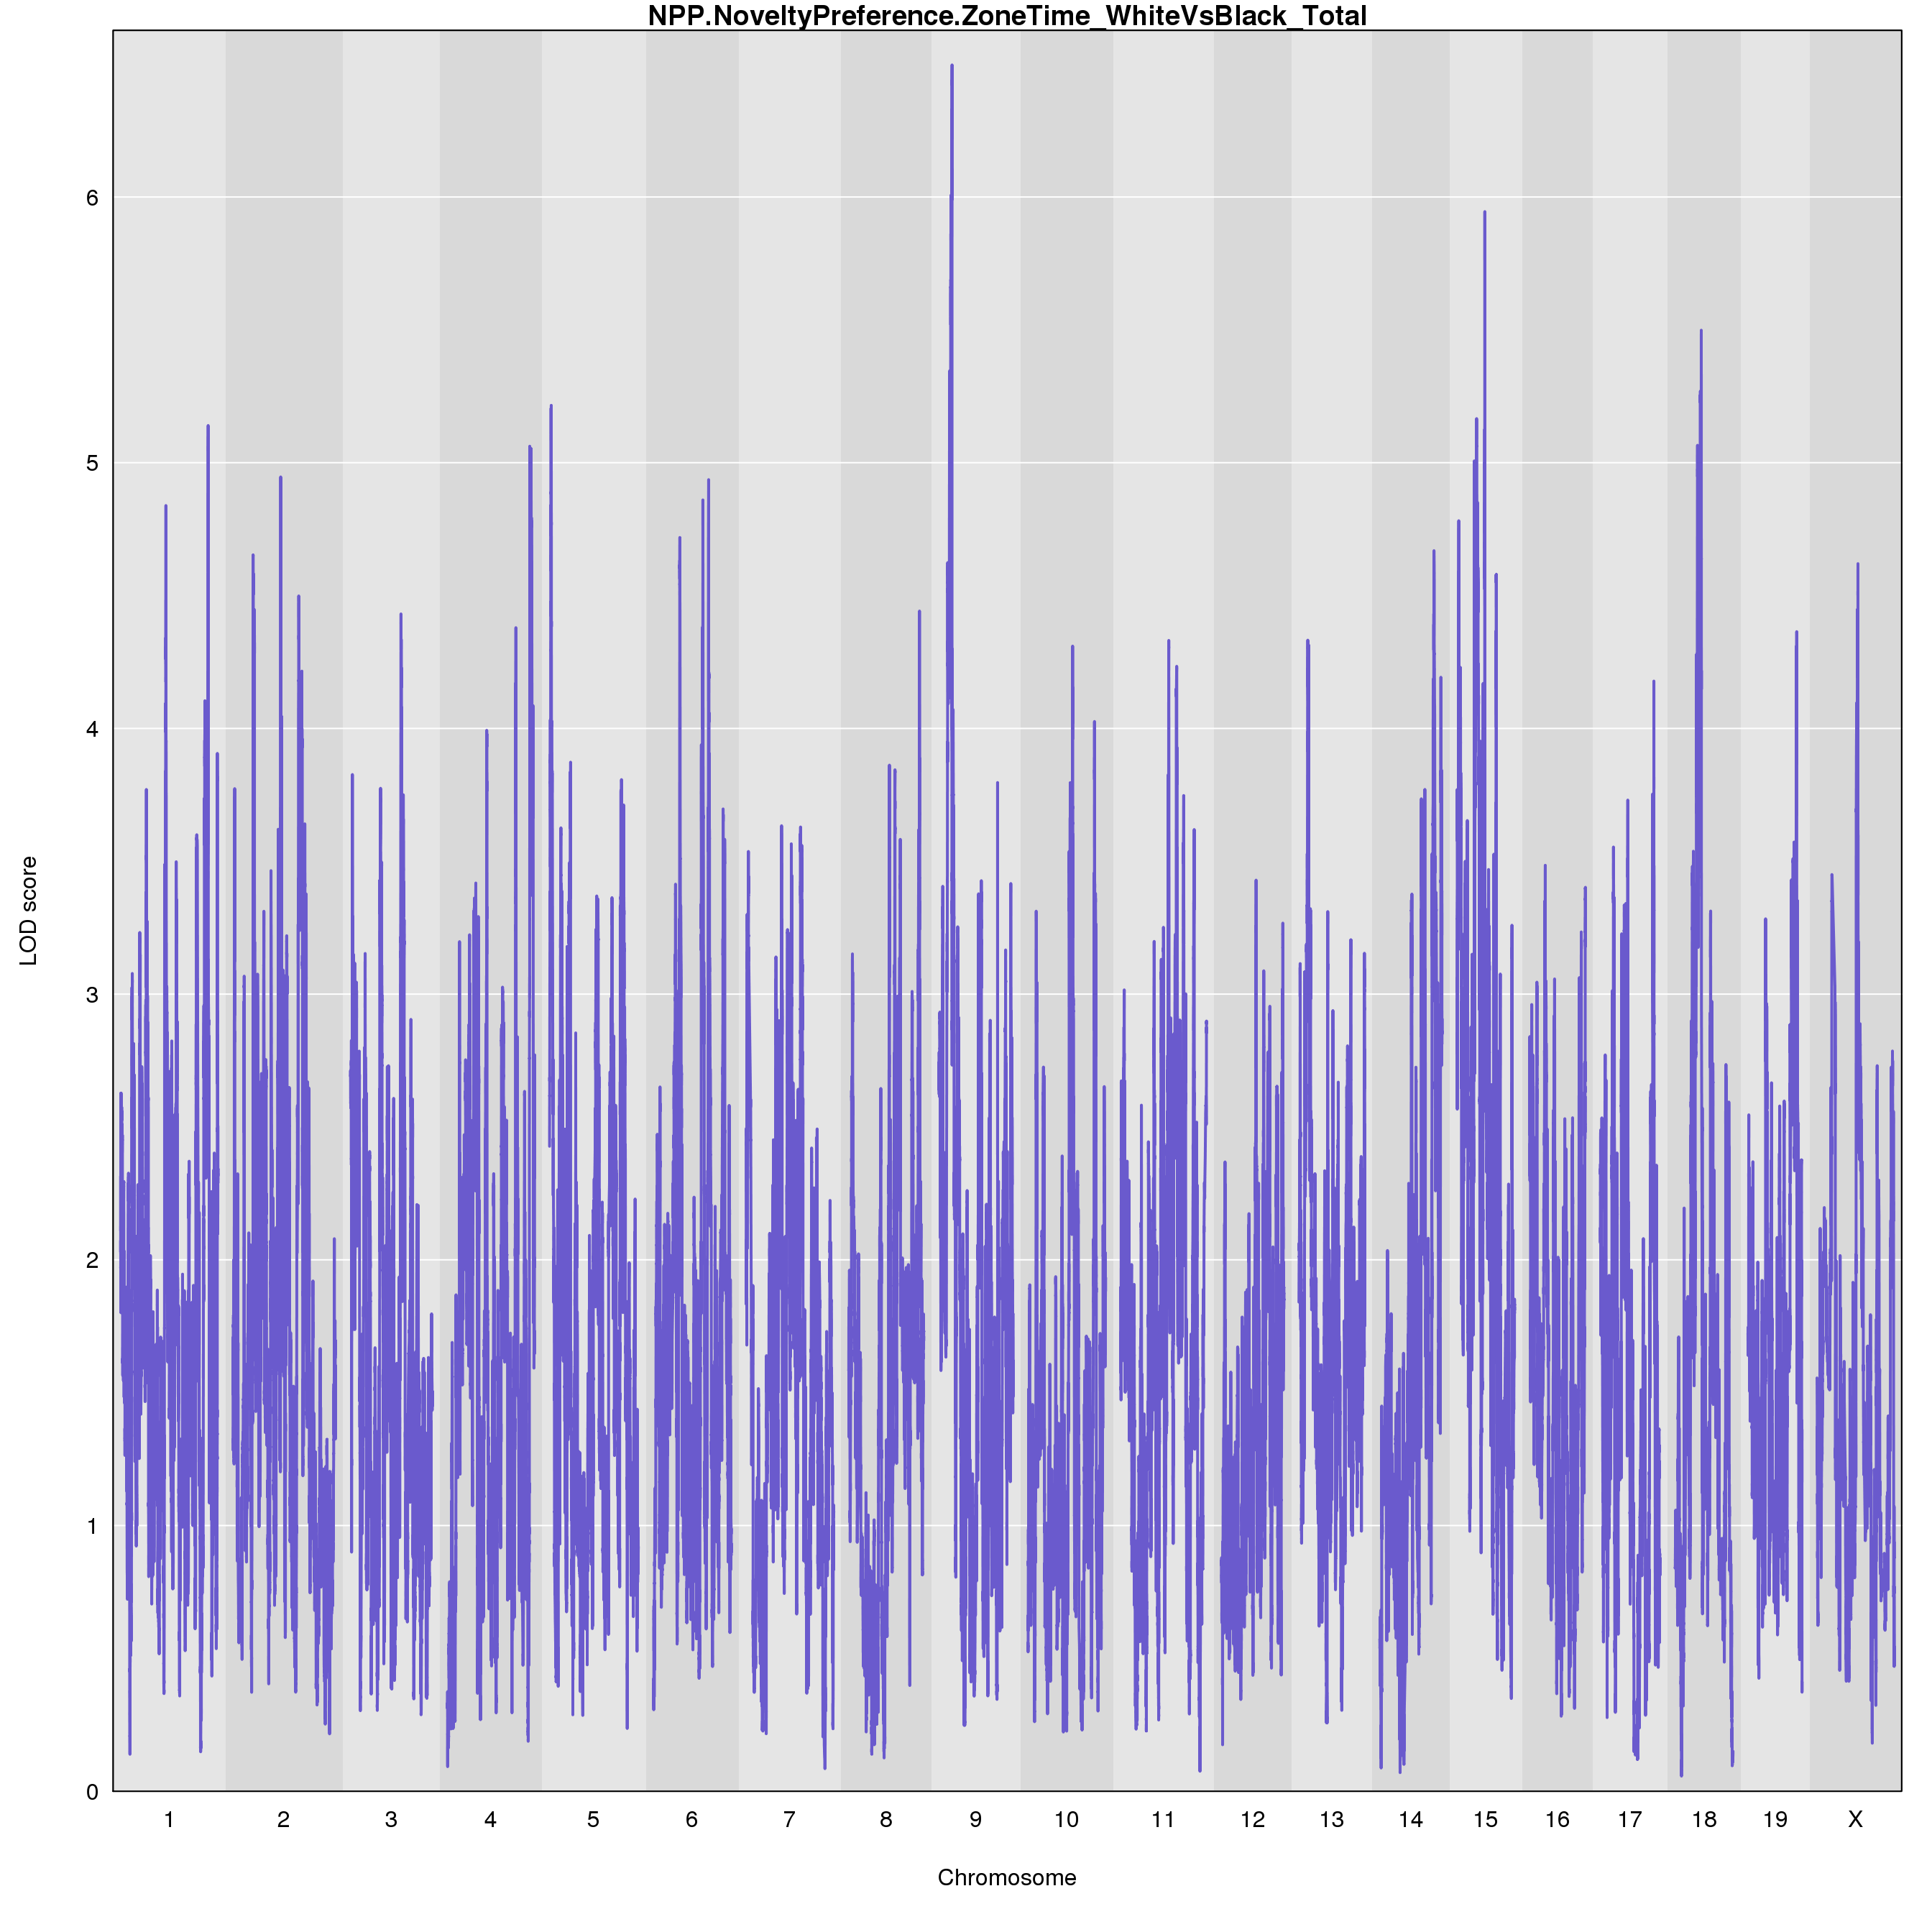 NPP.NoveltyPreference.ZoneTime_WhiteVsBlack_Total
6
5
4
3
2
1
0
LOD score
1 2 3 4 5 6 7 8 9 10 11 12 13 14 15 16 17 18 19 X
Chromosome